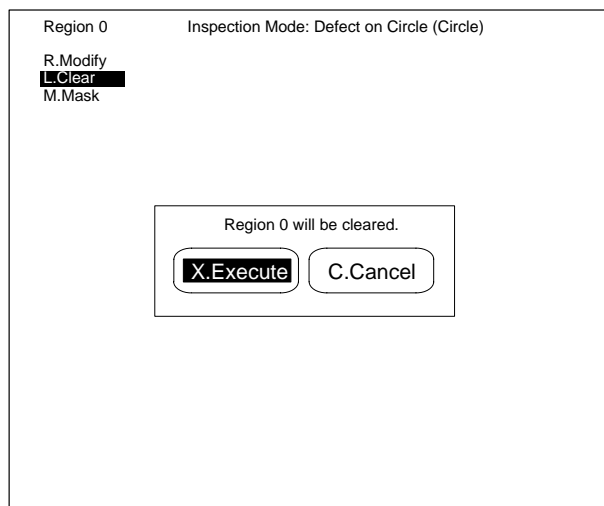 Region 0 Inspection Mode: Defect on Circle (Circle)
R.Modify
L.Clear
M.Mask
Region 0 will be cleared.
X.Execute C.Cancel